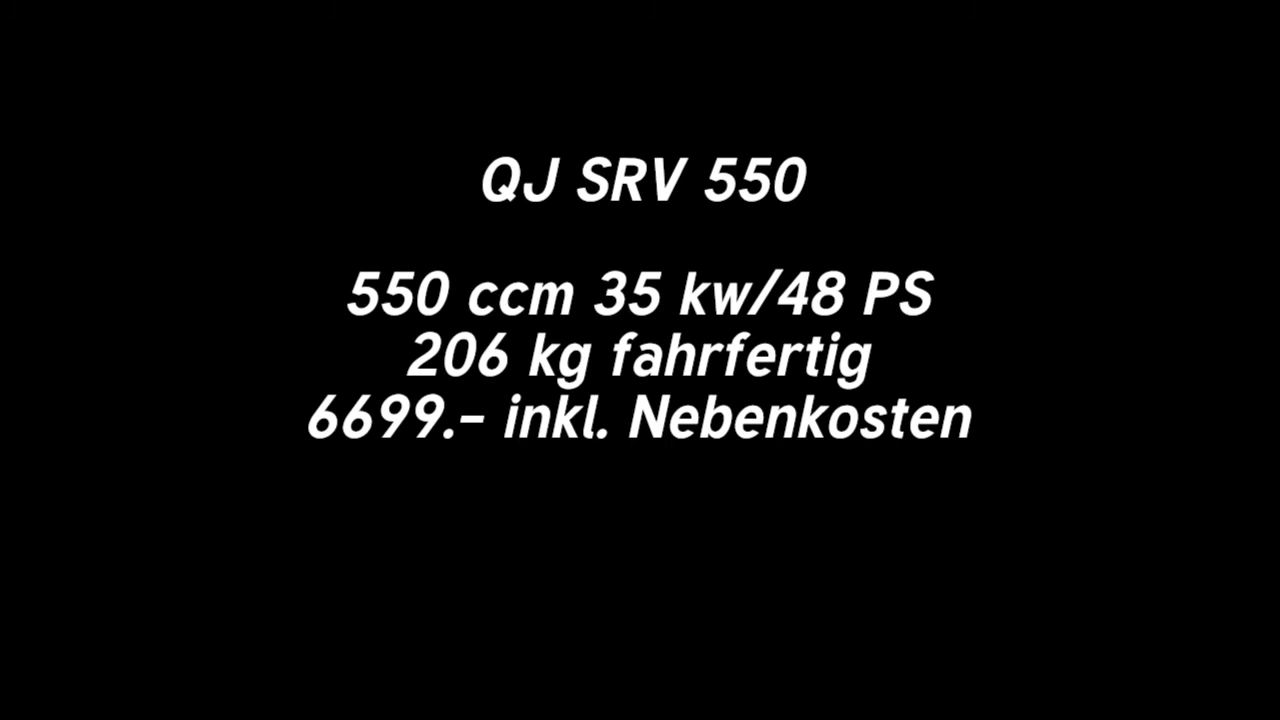 QJ SRV 550
550 ccm 35 kw/48 PS
206 kg fahrfertig
6699.- inkl. Nebenkosten